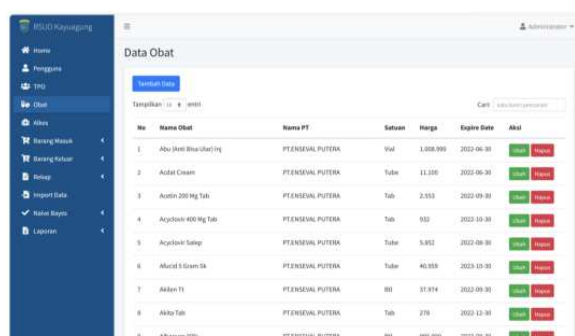 RSUD Kayuagung
Administrator
Home
Pengguna
TPG
Obat
Alkes
Barang Masuk
Barang Keluar
Rekap
Import Data
Naive Bayes
Laporan
Data Obat
Tambah Data
Tampilkan 10 entri
Cari:
No Nama Obat Nama PT Satuan Harga Expire Date Aksi
1 Abu (Anti Bisa Ular) Inj PT.ENSEVAL PUTERA Vial 1.008.990 2022-06-30 Ubah Hapus
2 Acdat Cream PT.ENSEVAL PUTERA Tube 11.100 2022-06-30 Ubah Hapus
3 Austin 200 Mg Tab PT.ENSEVAL PUTERA Tab 2.553 2022-09-30 Ubah Hapus
4 Acyclovir 400 Mg Tab PT.ENSEVAL PUTERA Tab 932 2022-10-30 Ubah Hapus
5 Acyclovir Salep PT.ENSEVAL PUTERA Tube 5.852 2022-08-30 Ubah Hapus
6 Afucid 5 Gram Sk PT.ENSEVAL PUTERA Tube 40.959 2023-10-30 Ubah Hapus
7 Akilen Tt PT.ENSEVAL PUTERA Btl 37.974 2022-09-30 Ubah Hapus
8 Akita Tab PT.ENSEVAL PUTERA Tab 278 2022-12-30 Ubah Hapus